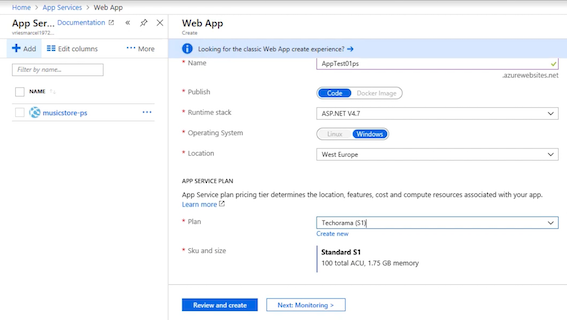 Home > App Services > Web App
App Ser...
Documentation
vriesmarcel1972...
Add
Edit columns
More
Filter by name...
NAME
musicstore-ps
Web App
Create
Looking for the classic Web App create experience?
* Name
AppTest01ps
.azurewebsites.net
* Publish
Code
Docker Image
* Runtime stack
ASP.NET V4.7
* Operating System
Linux
Windows
* Location
West Europe
APP SERVICE PLAN
App Service plan pricing tier determines the location, features, cost and compute resources associated with your app.
Learn more
* Plan
Techorama (S1)
Create new
* Sku and size
Standard S1
100 total ACU, 1.75 GB memory
Review and create
Next: Monitoring >